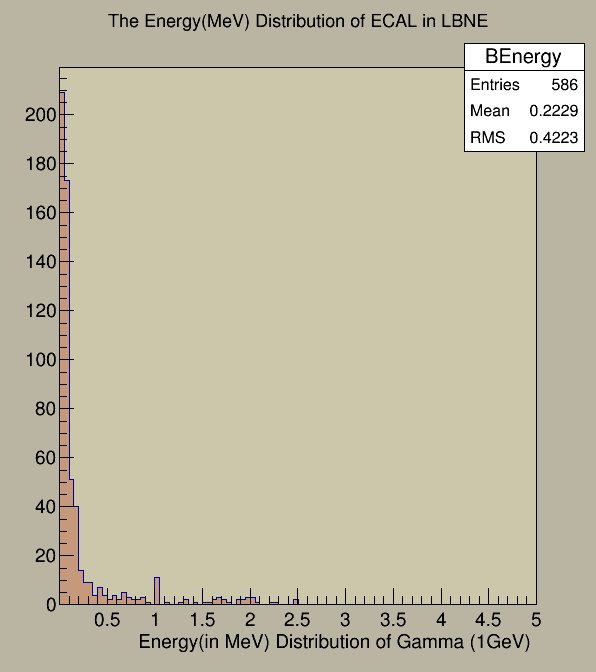 The Energy(MeV) Distribution of ECAL in LBNE
BEnergy
Entries 586
Mean 0.2229
RMS 0.4223
200
180
160
140
120
100
80
60
40
20
0
0.5 1 1.5 2 2.5 3 3.5 4 4.5 5
Energy(in MeV) Distribution of Gamma (1GeV)